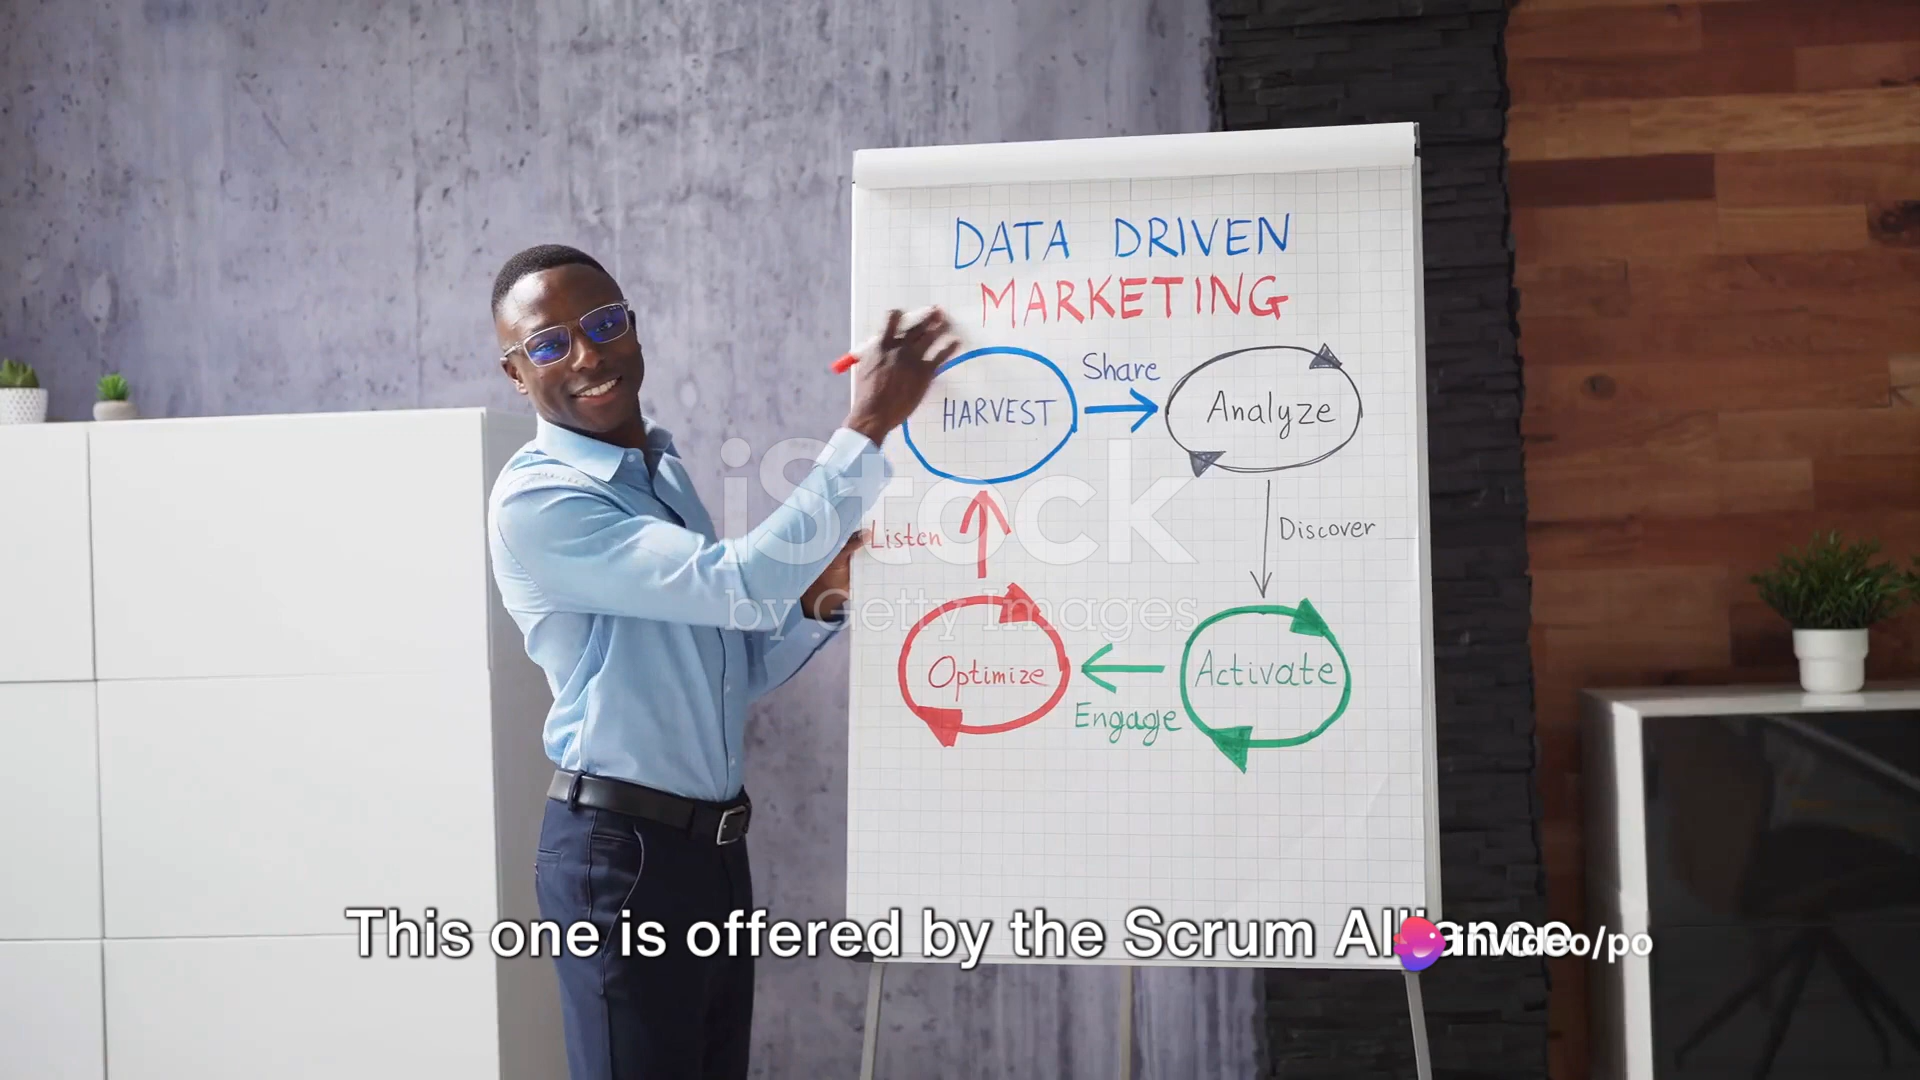 DATA DRIVEN
MARKETING
HARVEST
Share
Analyze
Listen
Discover
Optimize
Engage
Activate
iStock
by Getty Images
This one is offered by the Scrum Alliance
invideo/po